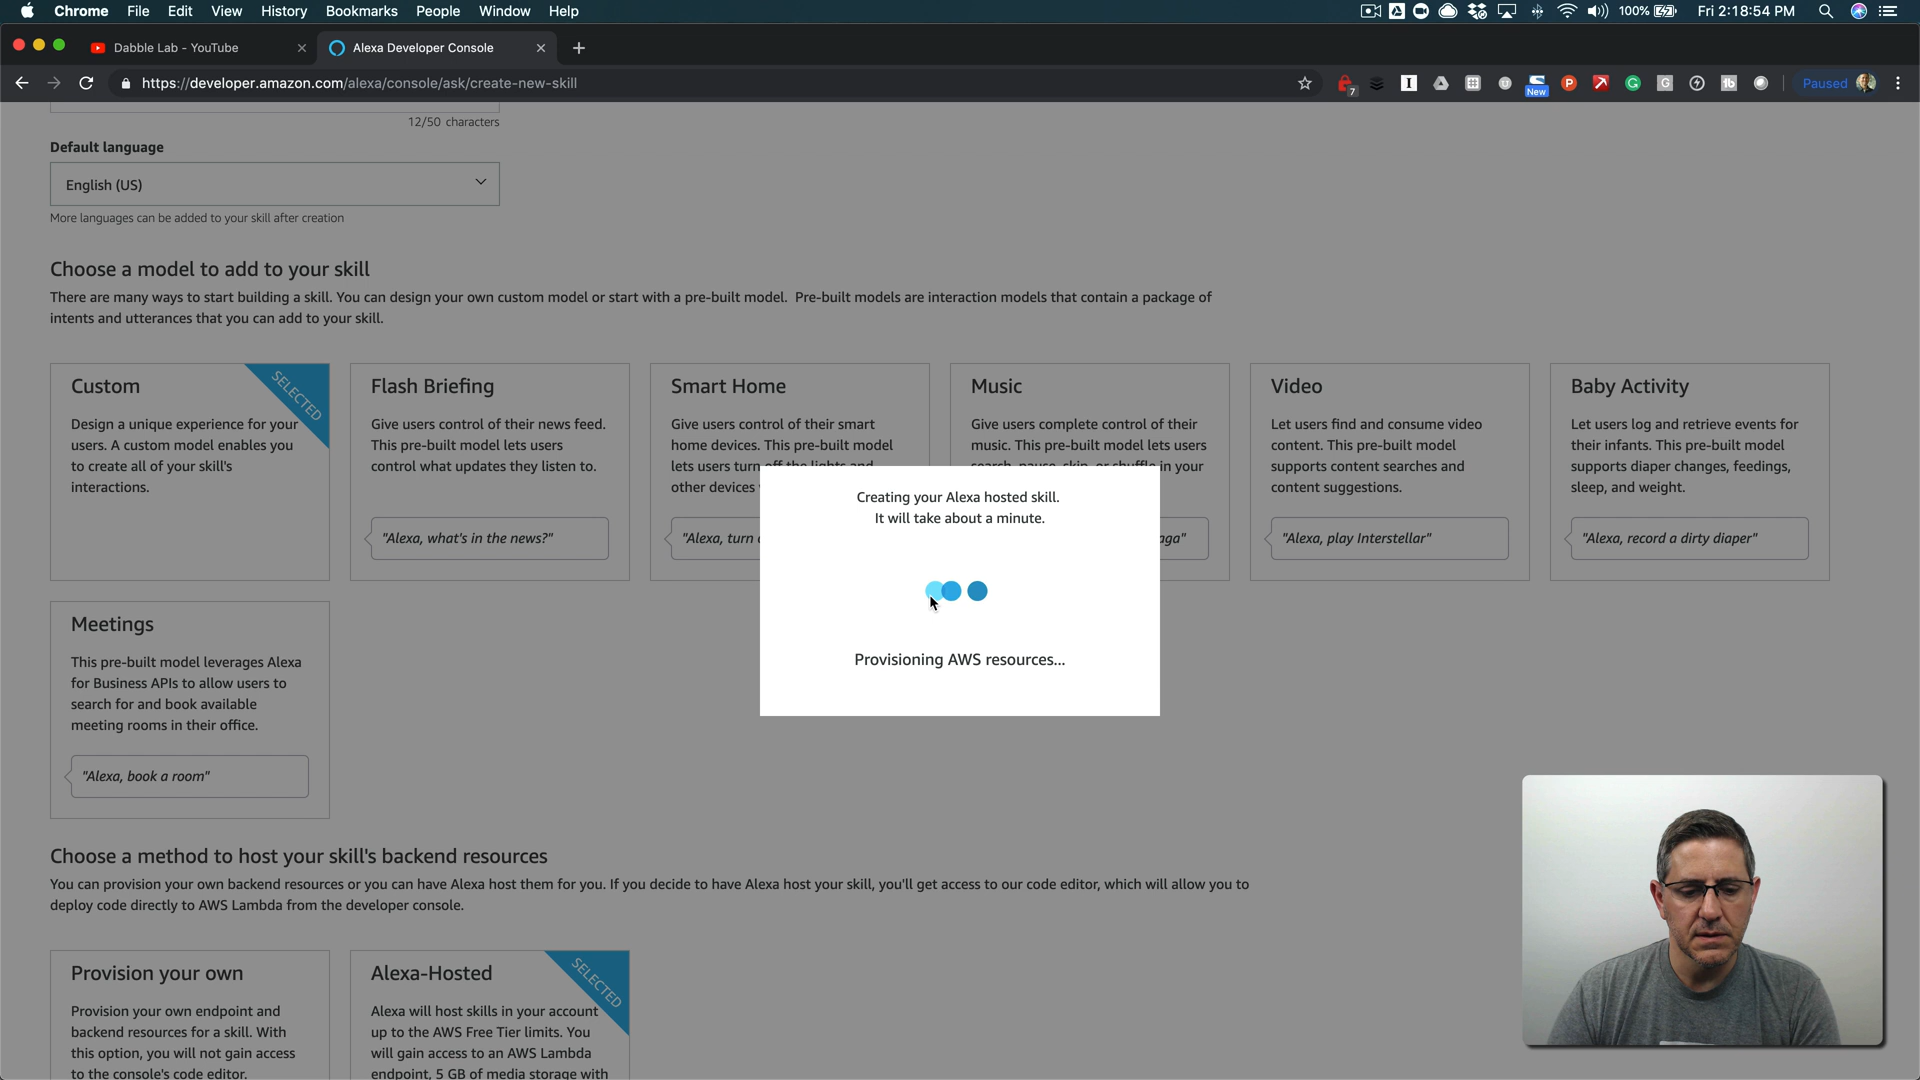 Chrome File Edit View History Bookmarks People Window Help 100% Fri 2:18:54 PM
Dabble Lab - YouTube
Alexa Developer Console
https://developer.amazon.com/alexa/console/ask/create-new-skill
7
New
Paused
12/50 characters
Default language
English (US)
More languages can be added to your skill after creation
Choose a model to add to your skill
There are many ways to start building a skill. You can design your own custom model or start with a pre-built model. Pre-built models are interaction models that contain a package of
intents and utterances that you can add to your skill.
Custom
SELECTED
Design a unique experience for your
users. A custom model enables you
to create all of your skill's
interactions.
Flash Briefing
Give users control of their news feed.
This pre-built model lets users
control what updates they listen to.
"Alexa, what's in the news?"
Smart Home
Give users control of their smart
home devices. This pre-built model
lets users turn off the lights and
other devices
"Alexa, turn
Music
Give users complete control of their
music. This pre-built model lets users
search, pause, skip, or shuffle in your
aga"
Video
Let users find and consume video
content. This pre-built model
supports content searches and
content suggestions.
"Alexa, play Interstellar"
Baby Activity
Let users log and retrieve events for
their infants. This pre-built model
supports diaper changes, feedings,
sleep, and weight.
"Alexa, record a dirty diaper"
Creating your Alexa hosted skill.
It will take about a minute.
Provisioning AWS resources...
Meetings
This pre-built model leverages Alexa
for Business APIs to allow users to
search for and book available
meeting rooms in their office.
"Alexa, book a room"
Choose a method to host your skill's backend resources
You can provision your own backend resources or you can have Alexa host them for you. If you decide to have Alexa host your skill, you'll get access to our code editor, which will allow you to
deploy code directly to AWS Lambda from the developer console.
Provision your own
Provision your own endpoint and
backend resources for a skill. With
this option, you will not gain access
to the console's code editor.
Alexa-Hosted
SELECTED
Alexa will host skills in your account
up to the AWS Free Tier limits. You
will gain access to an AWS Lambda
endpoint, 5 GB of media storage with